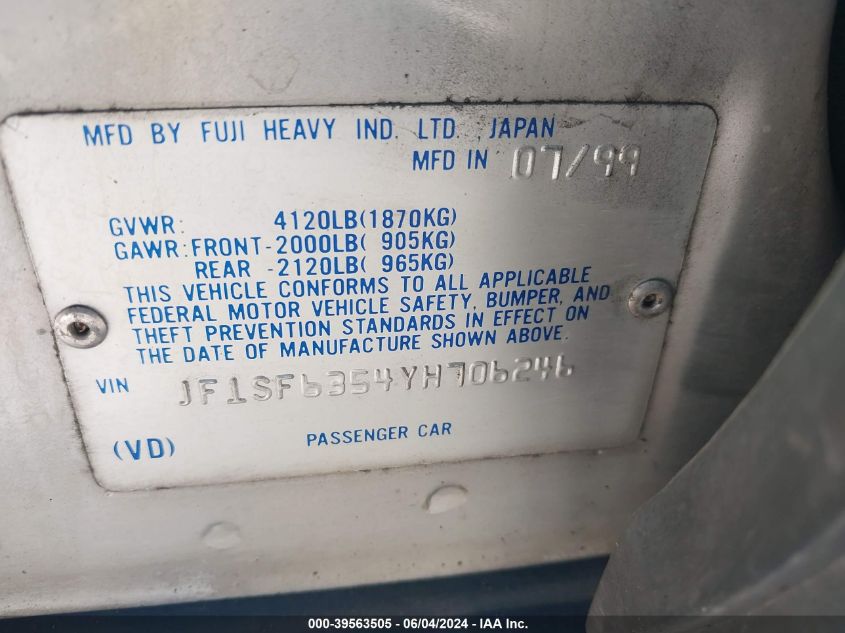 MFD BY FUJI HEAVY IND. LTD. JAPAN
MFD IN 07/99
GVWR: 4120LB(1870KG)
GAWR:FRONT-2000LB( 905KG)
REAR -2120LB( 965KG)
THIS VEHICLE CONFORMS TO ALL APPLICABLE
FEDERAL MOTOR VEHICLE SAFETY, BUMPER, AND
THEFT PREVENTION STANDARDS IN EFFECT ON
THE DATE OF MANUFACTURE SHOWN ABOVE.
VIN JF1SF6354YH706246
(VD) PASSENGER CAR
000-39563505 - 06/04/2024 - IAA Inc.